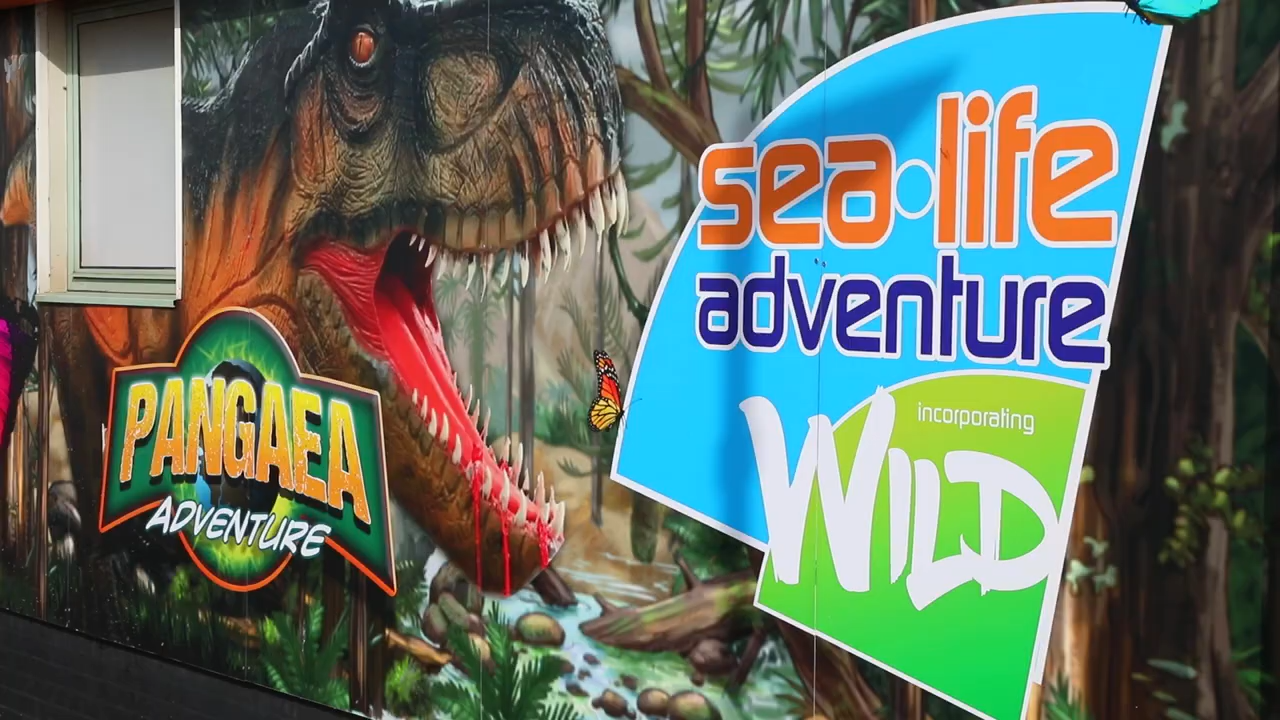 PANGAEA
ADVENTURE
sea•life
adventure
incorporating
WILD